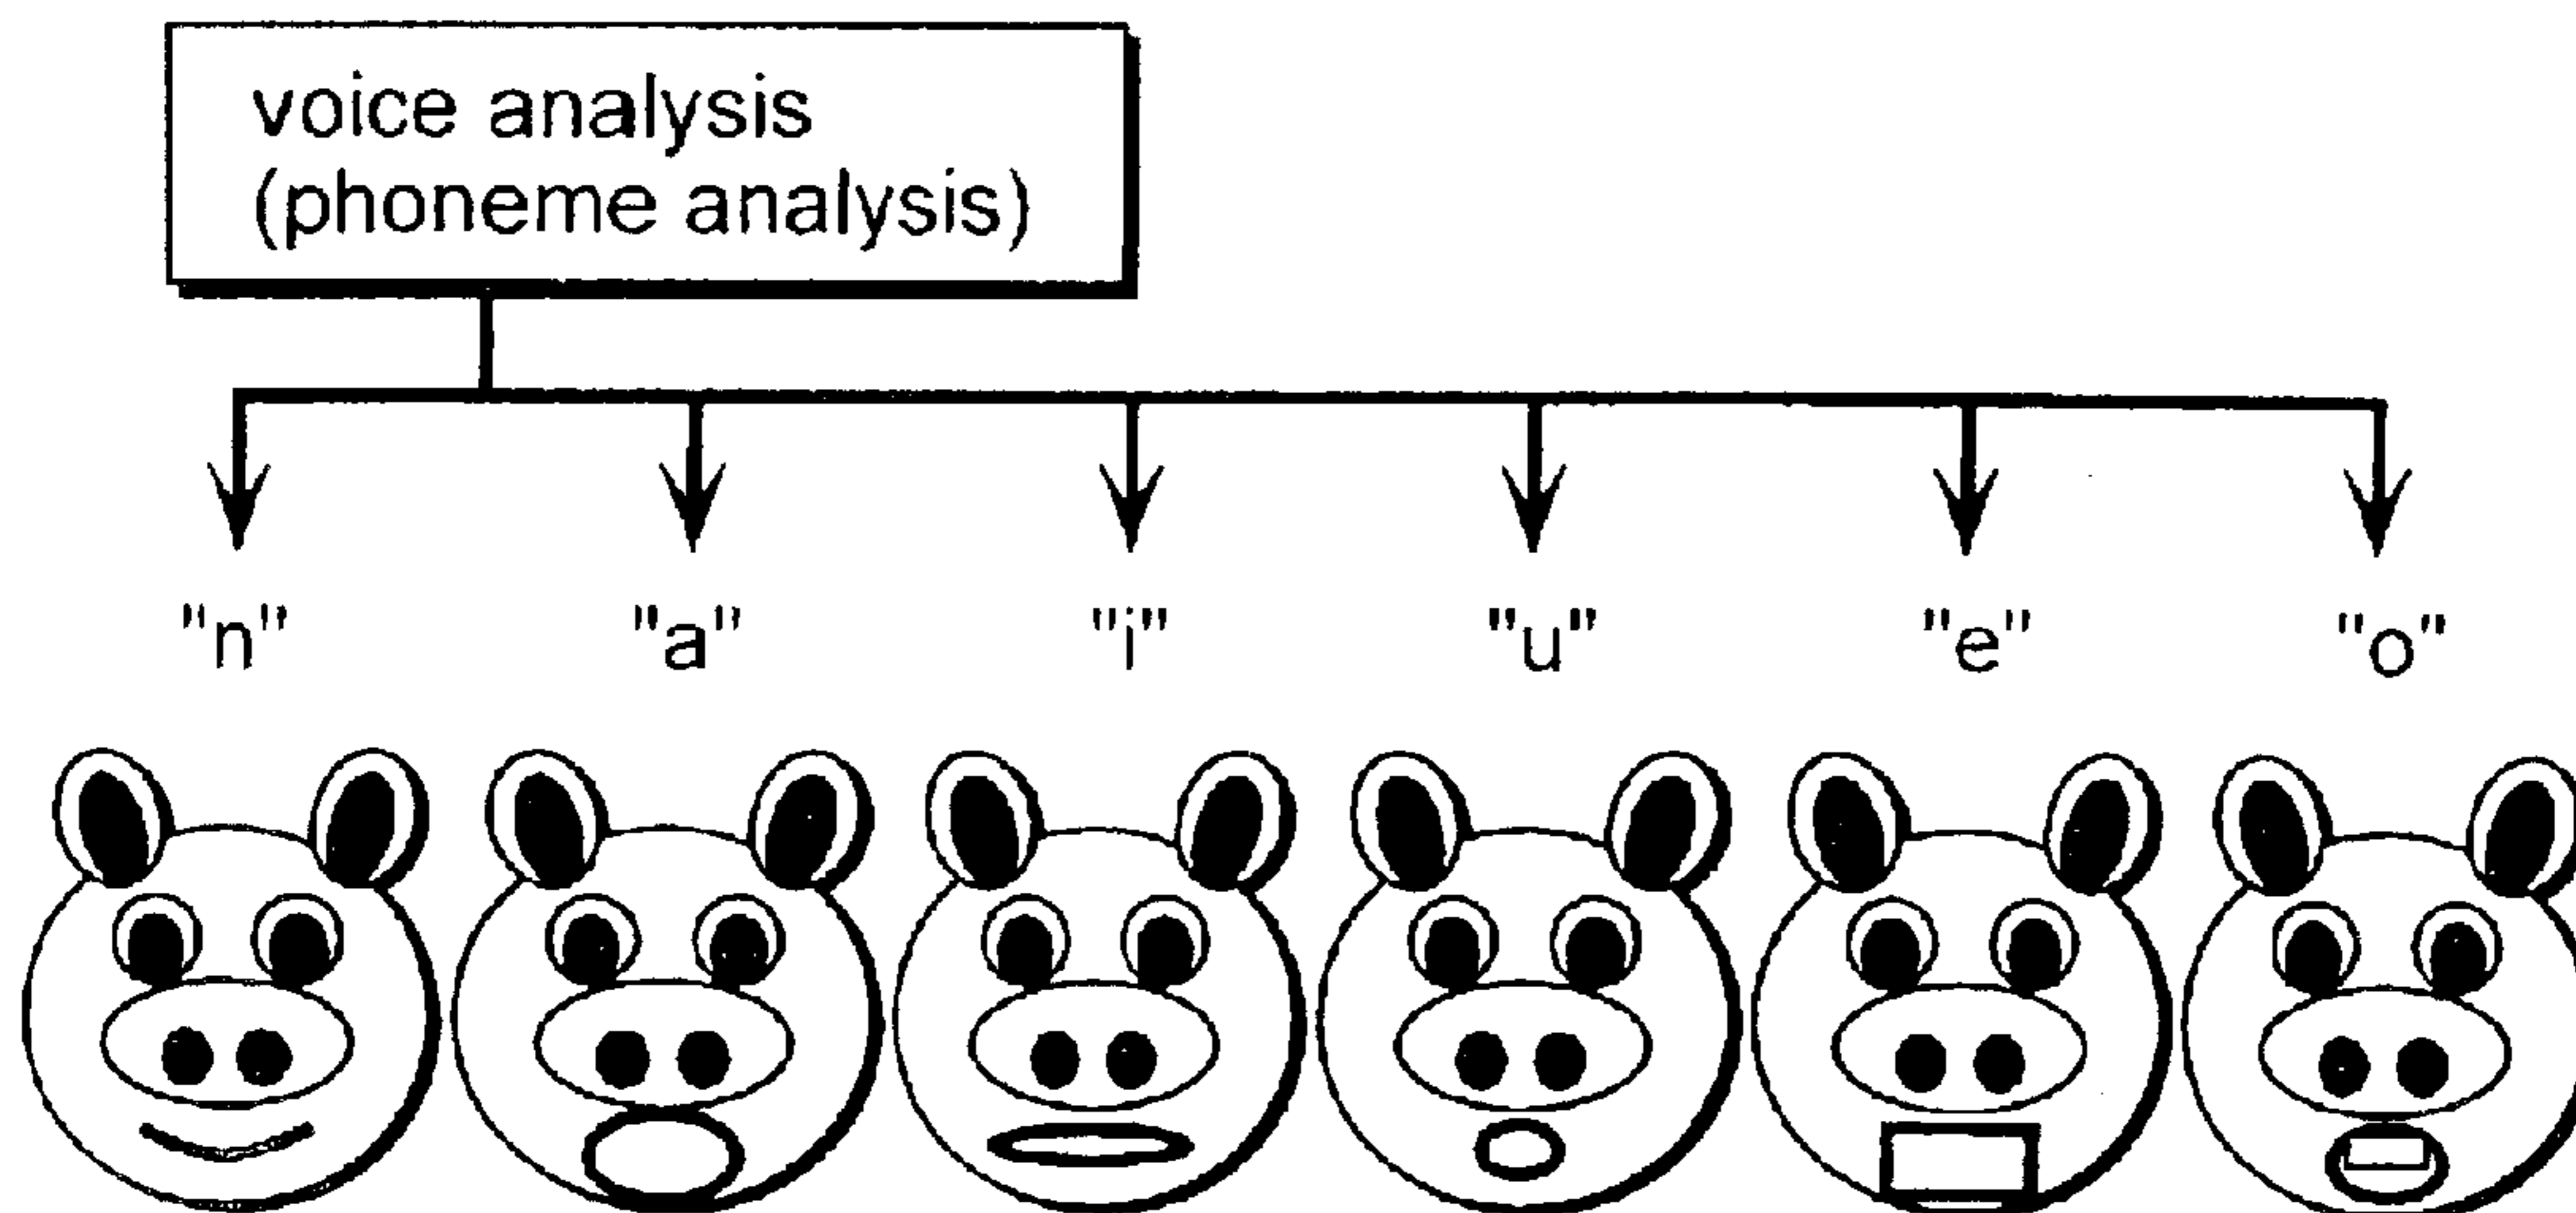 voice analysis
(phoneme analysis)
"n" "a" "i" "u" "e" "o"